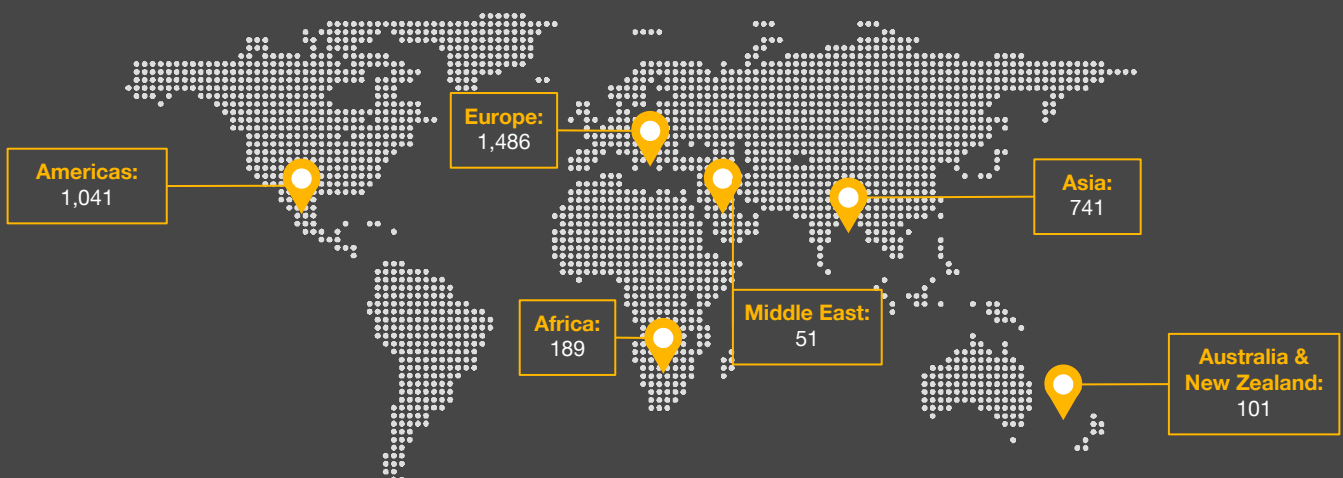 Europe:
1,486
Americas:
1,041
Asia:
741
Middle East:
51
Africa:
189
Australia &
New Zealand:
101